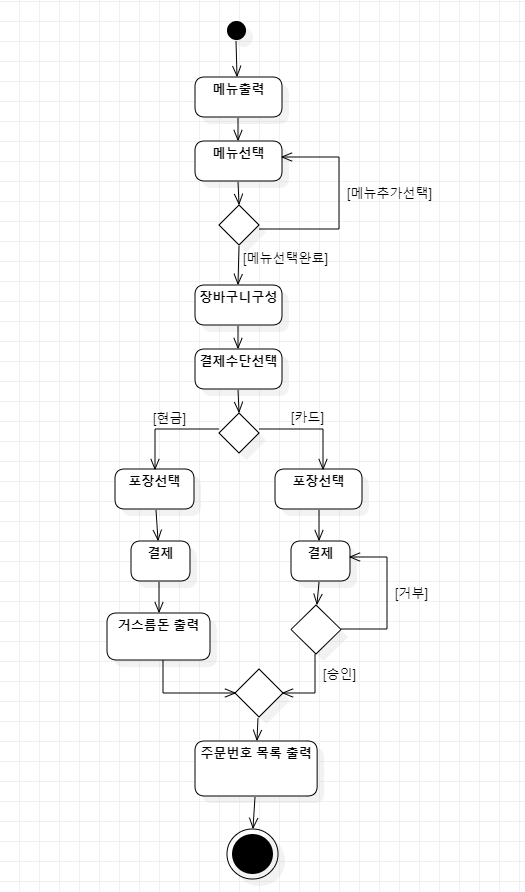 메뉴출력
메뉴선택
[메뉴추가선택]
[메뉴선택완료]
장바구니구성
결제수단선택
[현금]
[카드]
포장선택
포장선택
결제
결제
[거부]
거스름돈 출력
[승인]
주문번호 목록 출력